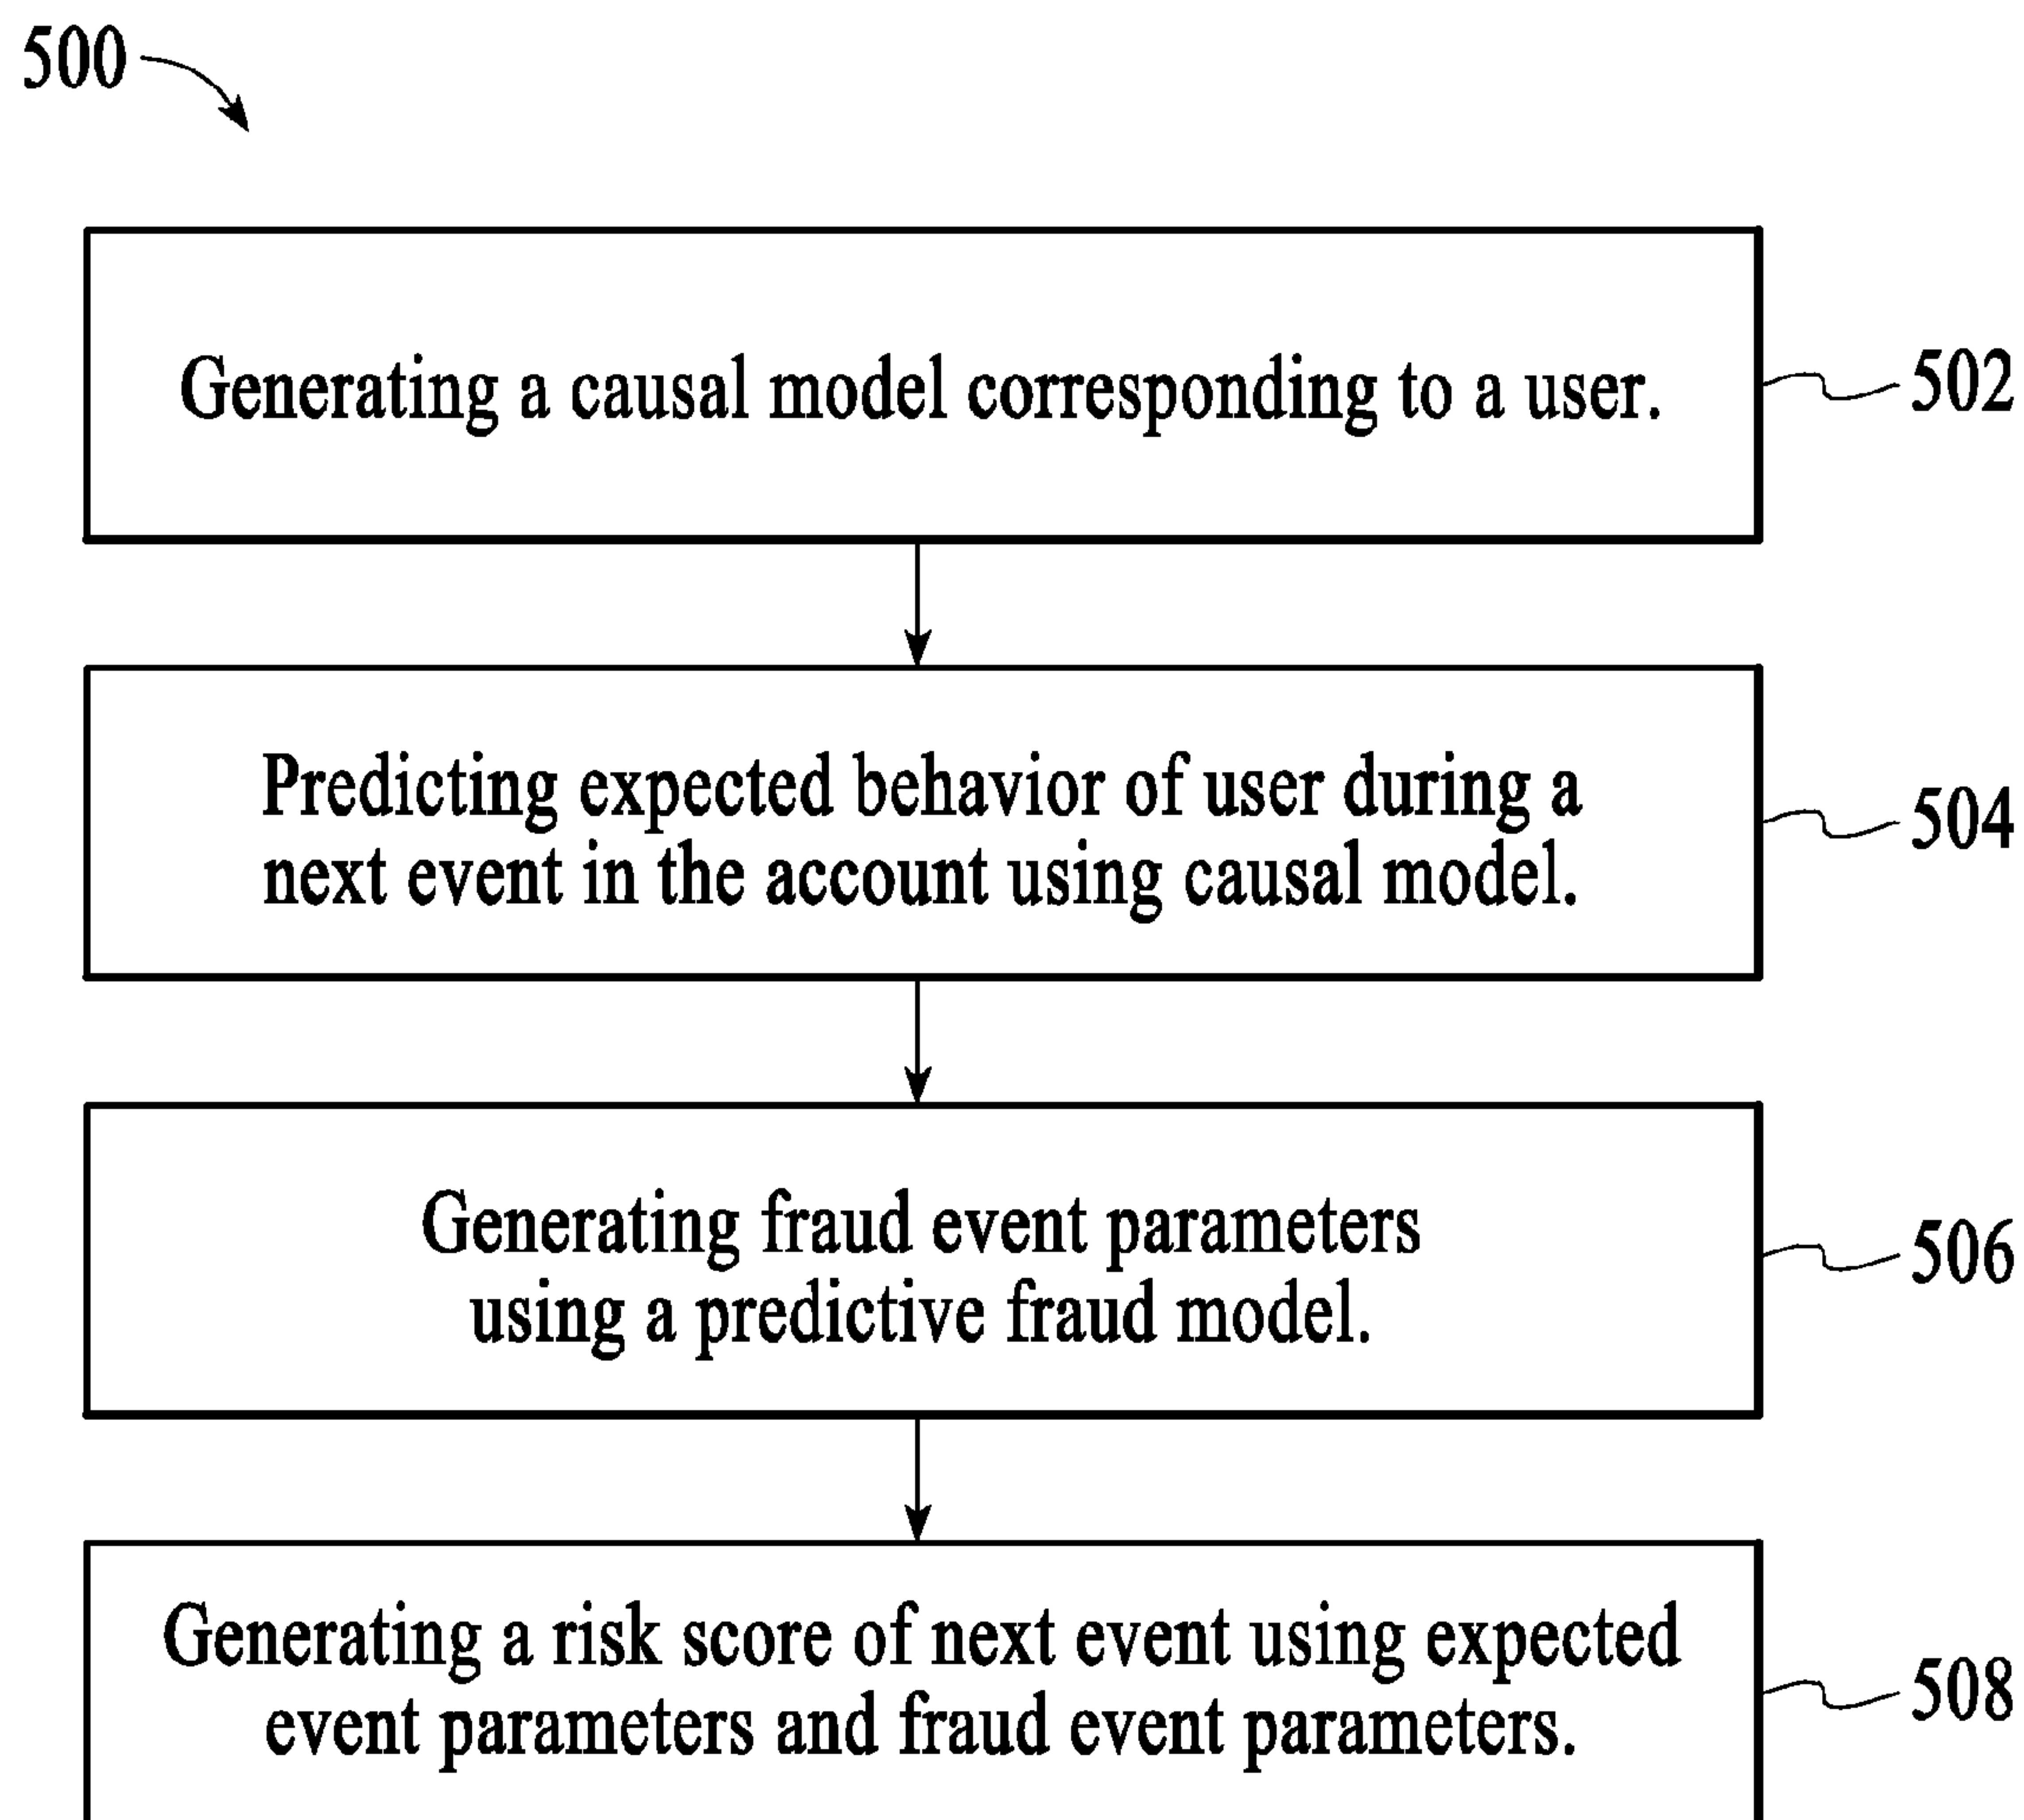 500
Generating a causal model corresponding to a user.
502
Predicting expected behavior of user during a
next event in the account using causal model.
504
Generating fraud event parameters
using a predictive fraud model.
506
Generating a risk score of next event using expected
event parameters and fraud event parameters.
508